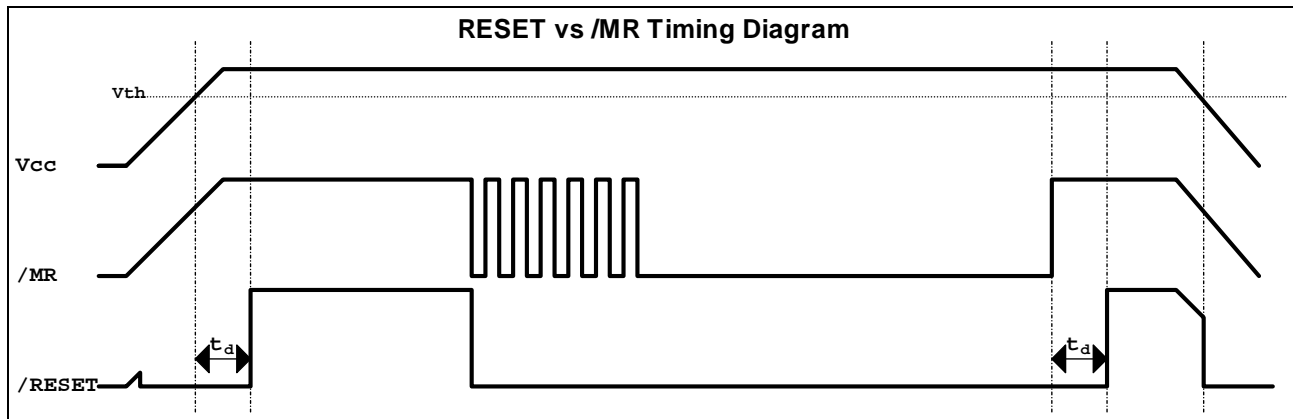 RESET vs /MR Timing Diagram
Vth
Vcc
/MR
td
td
/RESET